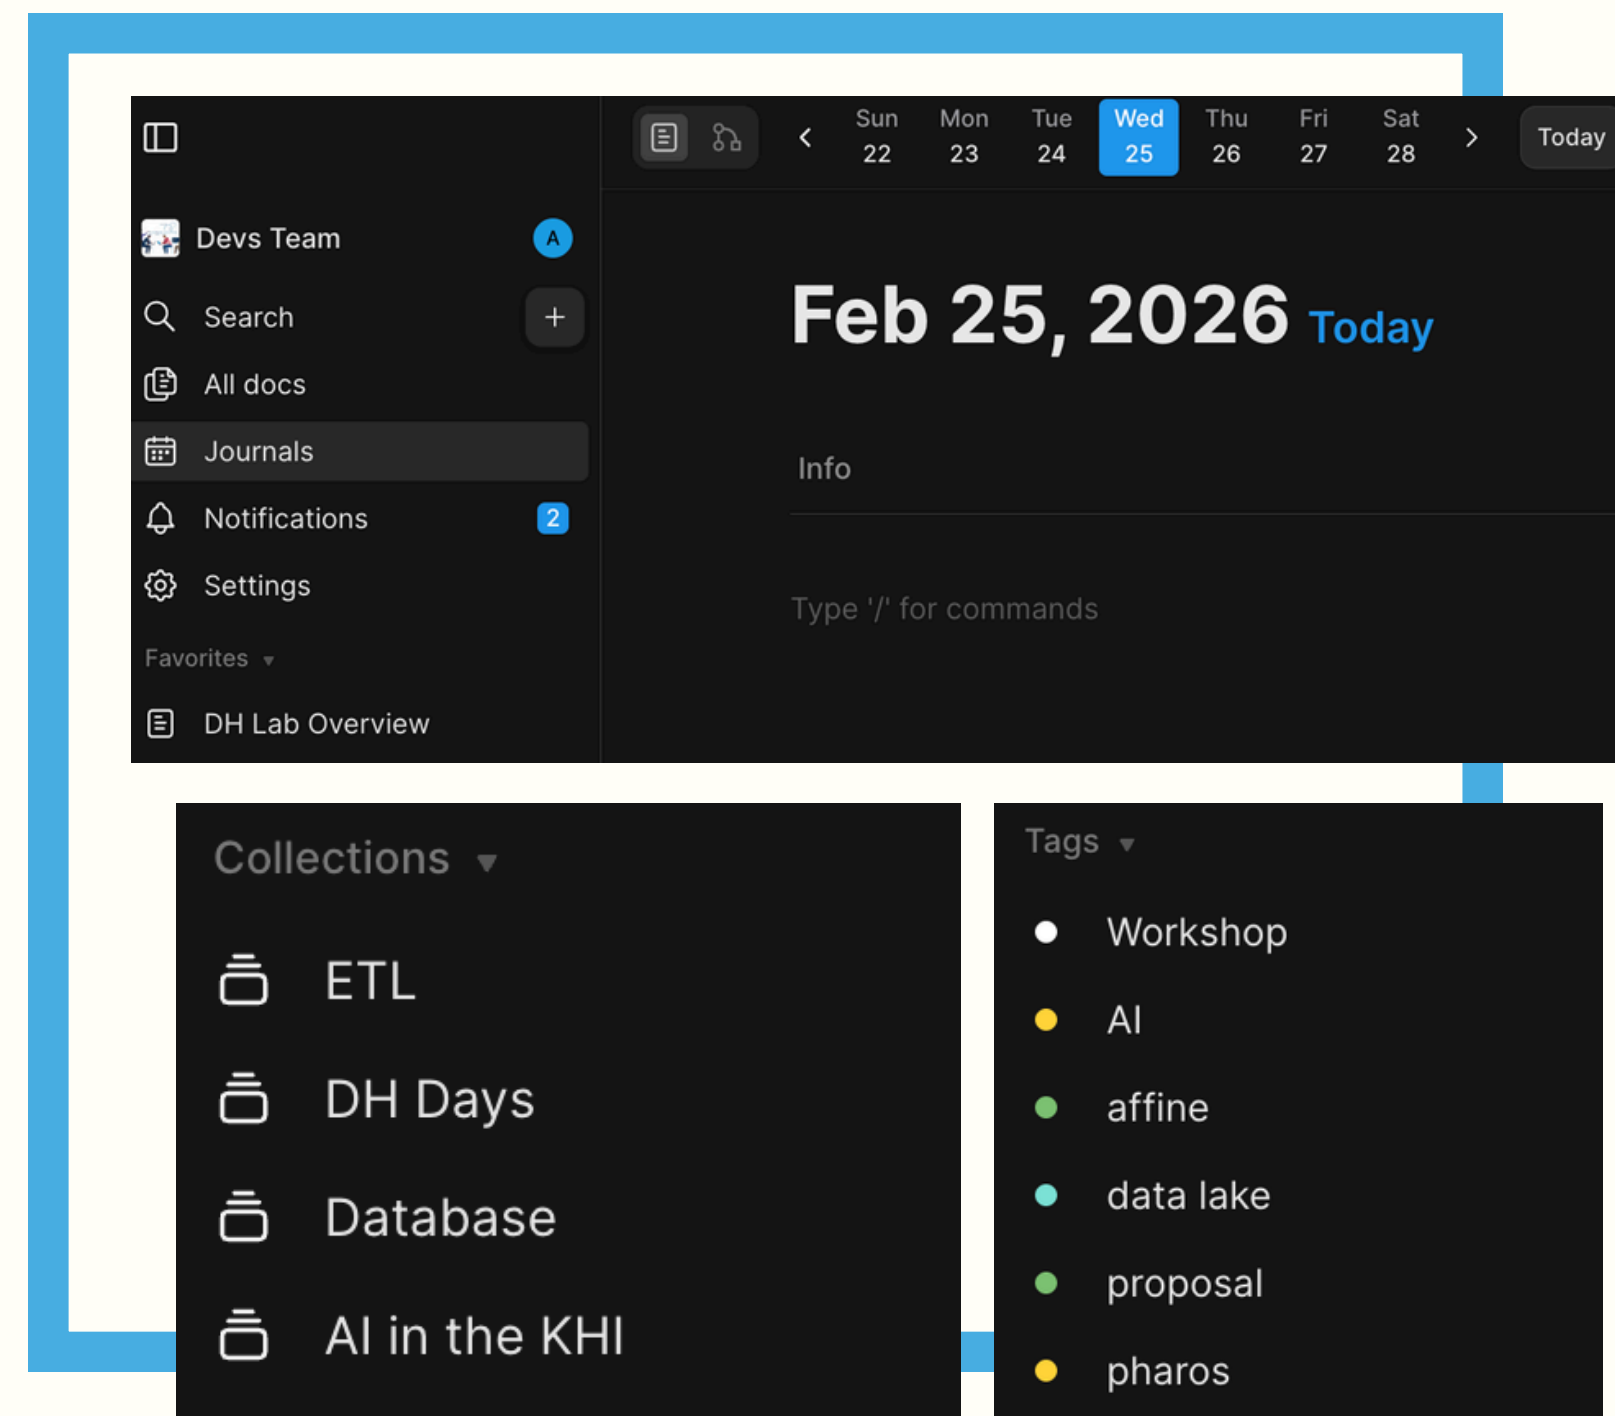 Sun Mon Tue Wed Thu Fri Sat
22 23 24 25 26 27 28
Today
Devs Team A
Search +
All docs
Journals
Notifications 2
Settings
Favorites
DH Lab Overview
Feb 25, 2026 Today
Info
Type '/' for commands
Collections
ETL
DH Days
Database
AI in the KHI
Tags
Workshop
AI
affine
data lake
proposal
pharos